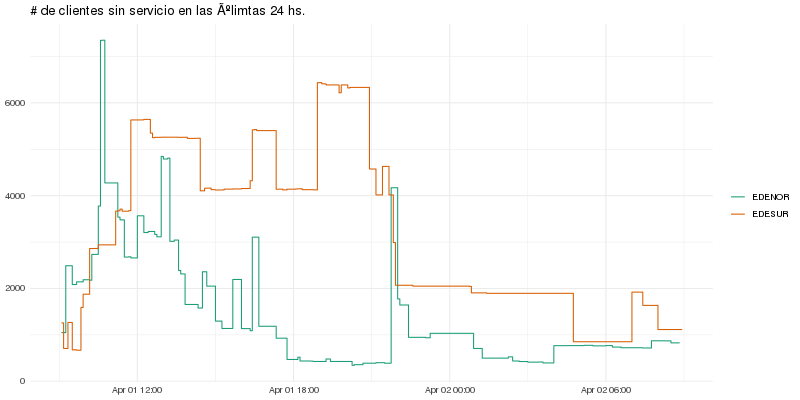 # de clientes sin servicio en las Ãºlimtas 24 hs.
6000
4000
2000
0
Apr 01 12:00
Apr 01 18:00
Apr 02 00:00
Apr 02 06:00
EDENOR
EDESUR